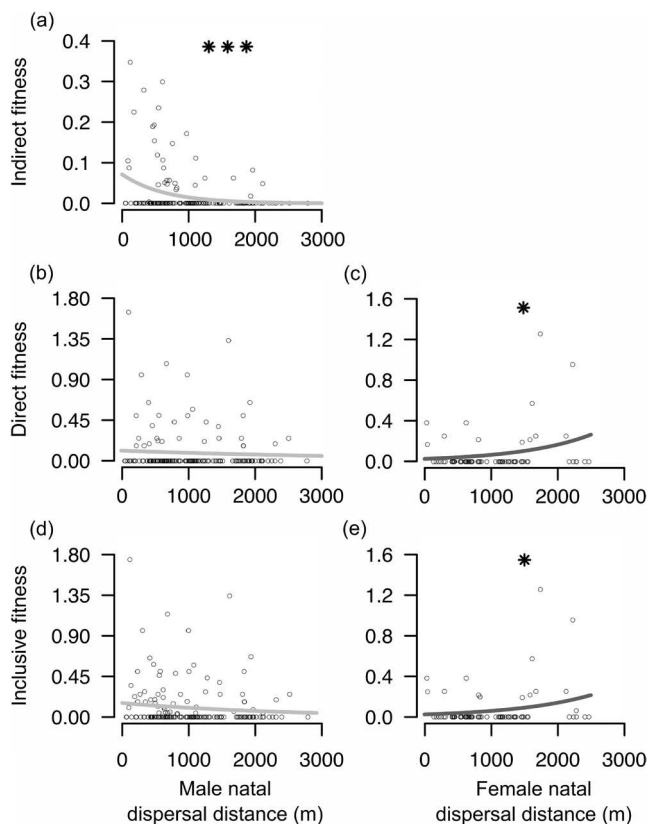 (a)
* * *
Indirect fitness
0.4
0.3
0.2
0.1
0.0
0 1000 2000 3000
(b)
Direct fitness
1.80
1.35
0.90
0.45
0.00
0 1000 2000 3000
(c)
*
1.6
1.2
0.8
0.4
0.0
0 1000 2000 3000
(d)
Inclusive fitness
1.80
1.35
0.90
0.45
0.00
0 1000 2000 3000
Male natal
dispersal distance (m)
(e)
*
1.6
1.2
0.8
0.4
0.0
0 1000 2000 3000
Female natal
dispersal distance (m)